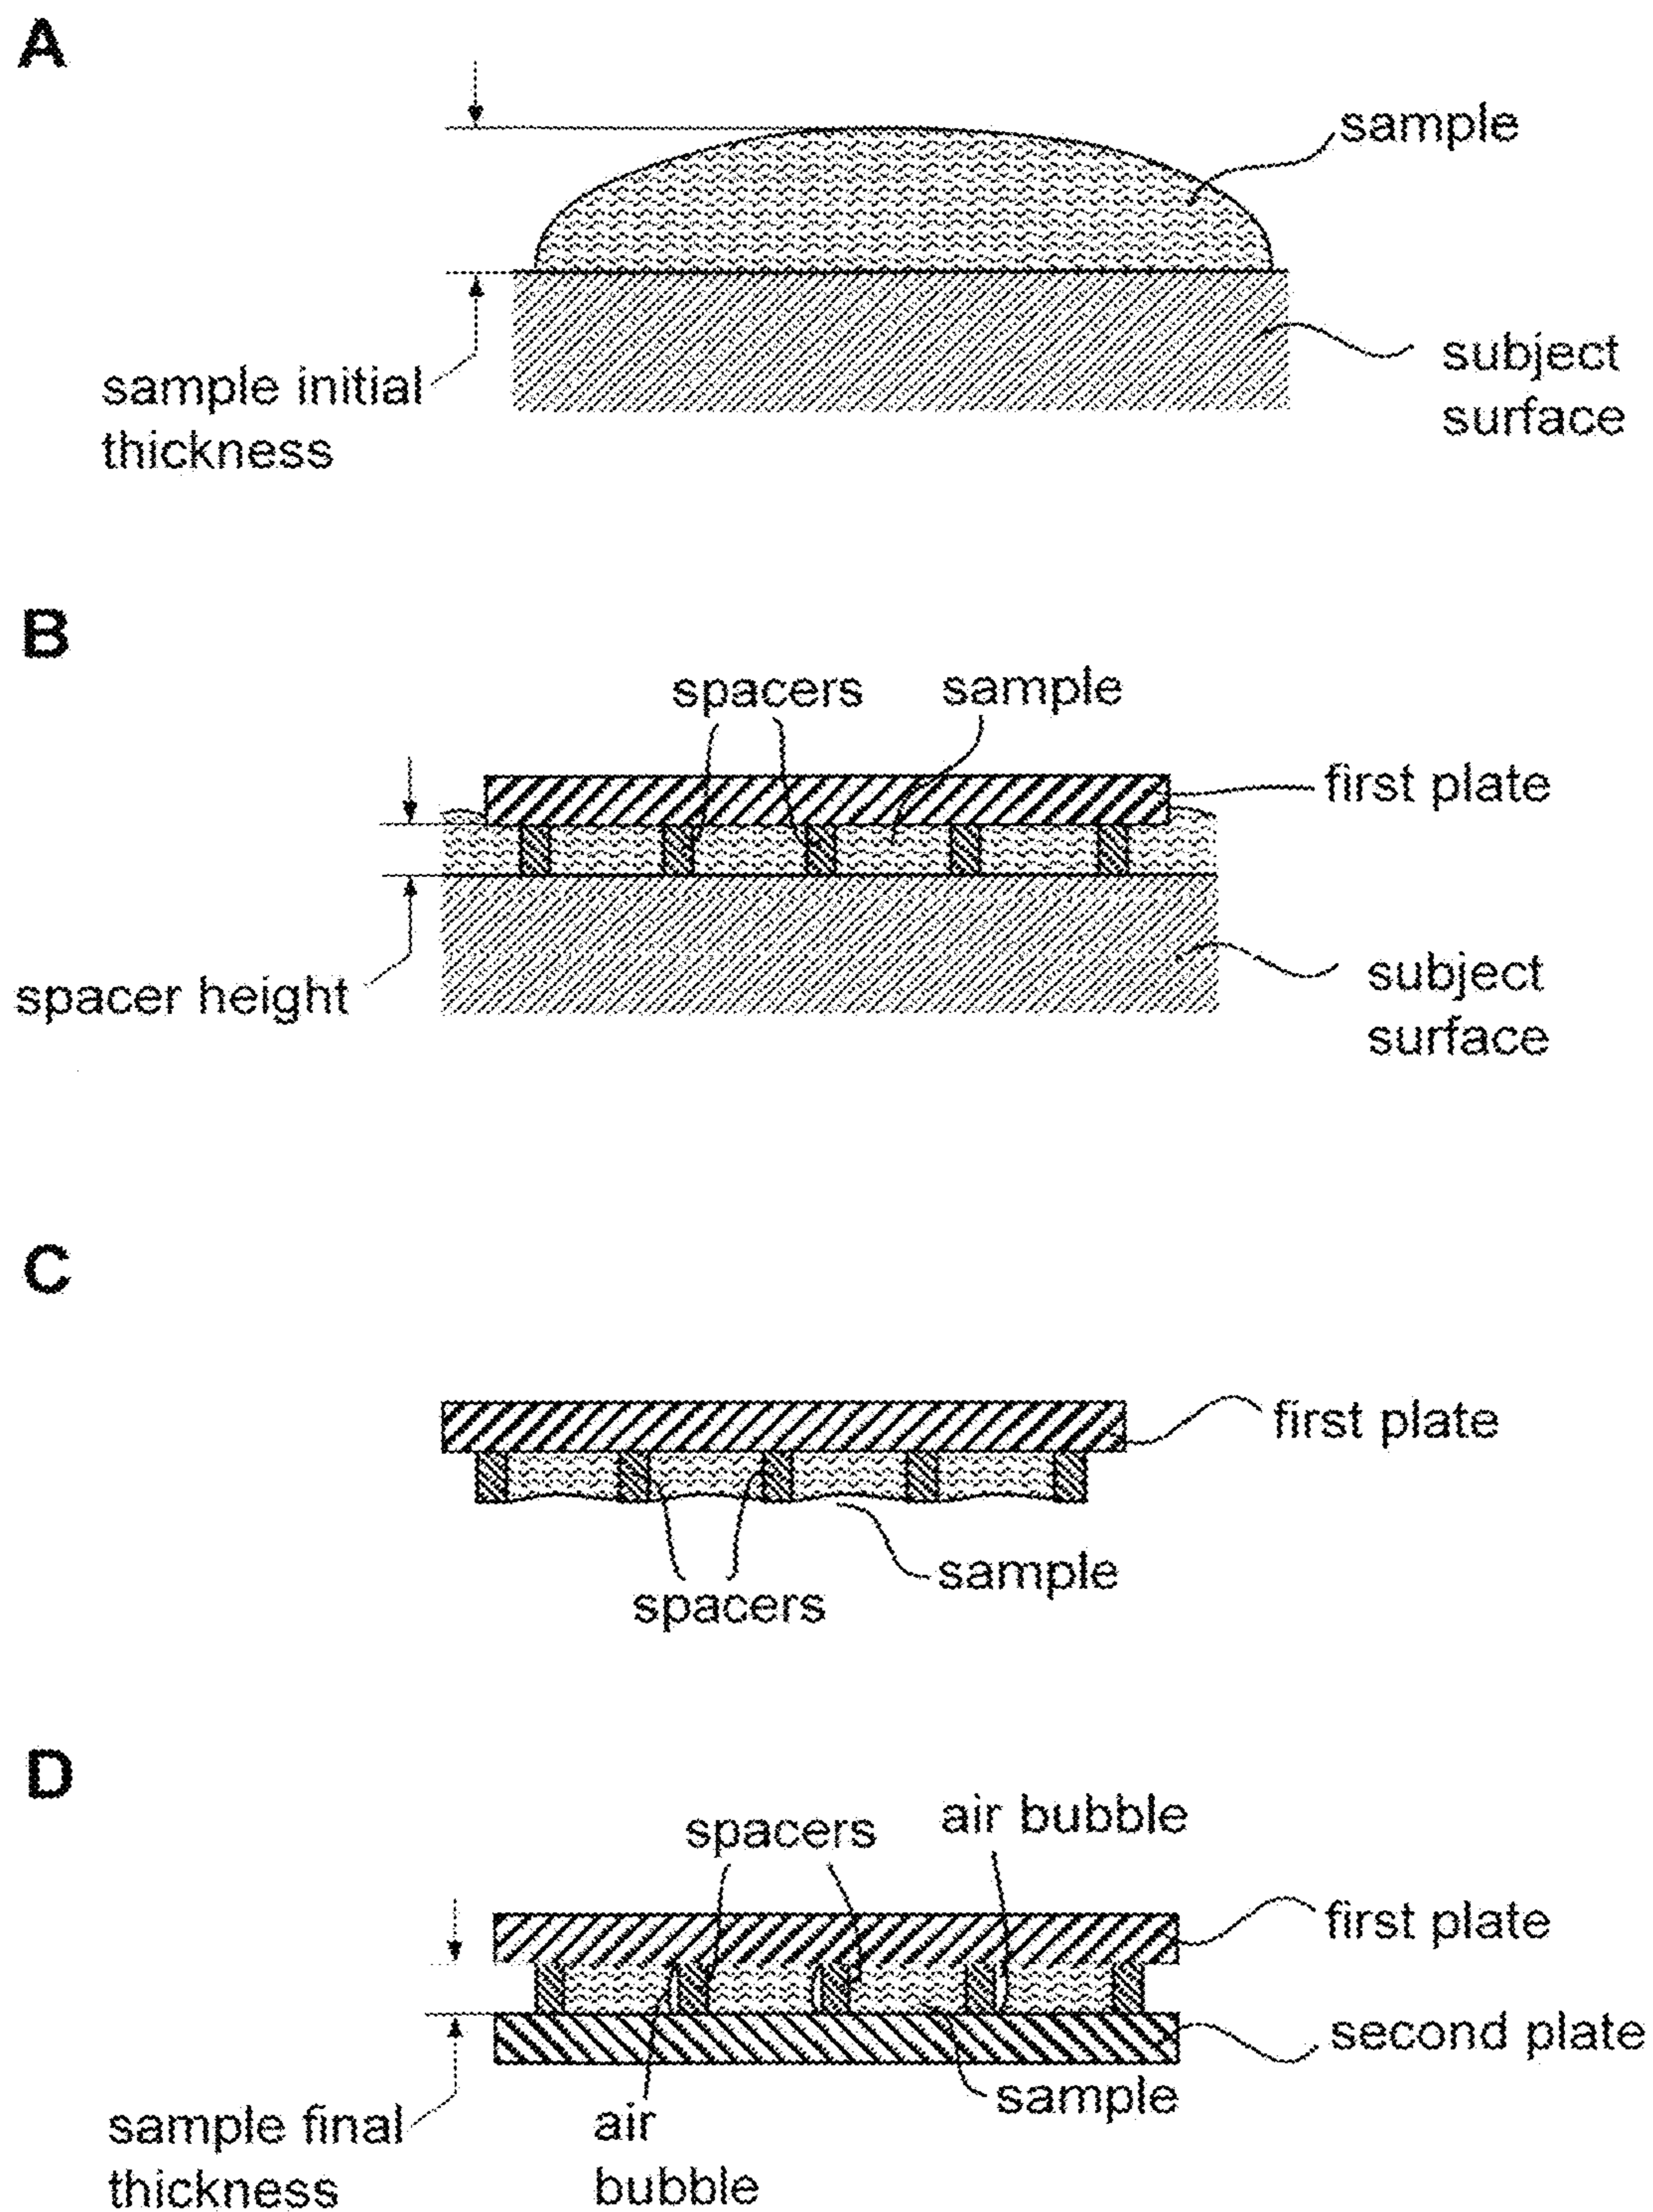 A
sample
sample initial
thickness
subject
surface
B
spacers
sample
first plate
spacer height
subject
surface
C
first plate
sample
spacers
D
spacers
air bubble
first plate
second plate
sample
sample final
thickness
air
bubble